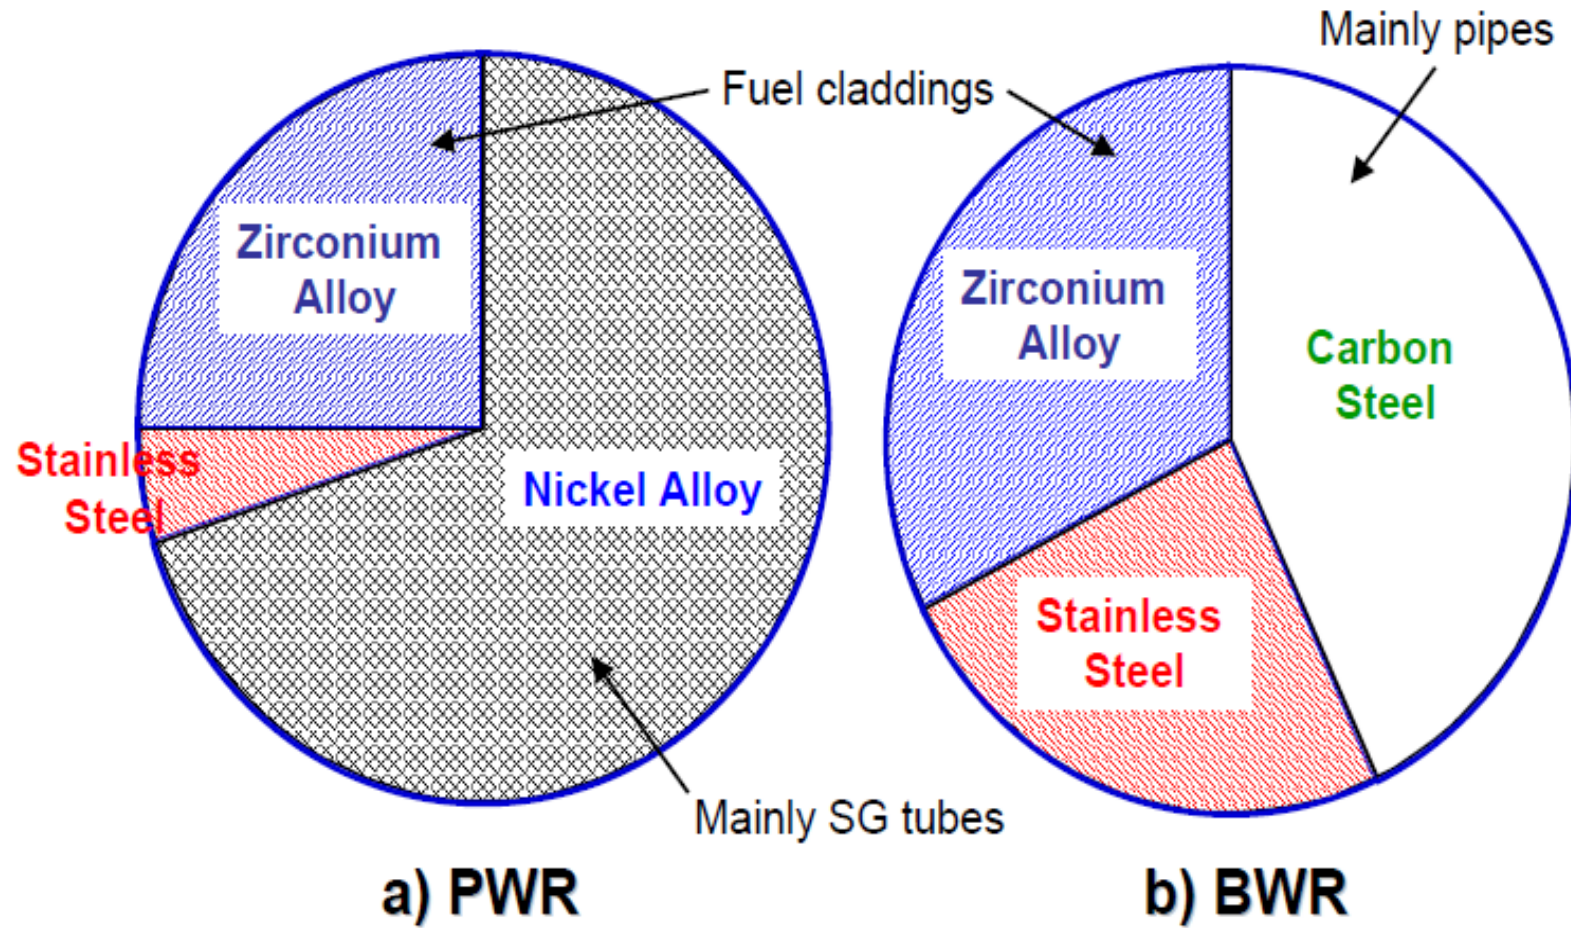 Mainly pipes
Fuel claddings
Zirconium
Alloy
Stainless
Steel
Nickel Alloy
Mainly SG tubes
a) PWR
Zirconium
Alloy
Carbon
Steel
Stainless
Steel
b) BWR